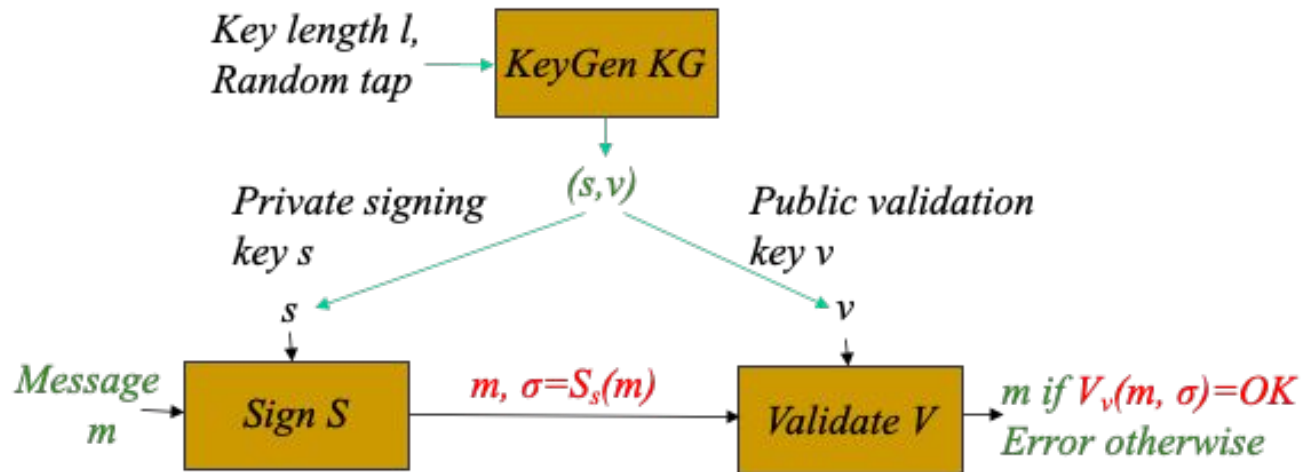 Key length l,
Random tap
KeyGen KG
(s,v)
Private signing
key s
Public validation
key v
s
v
Message
m
Sign S
m, σ=Sₛ(m)
Validate V
m if Vᵥ(m, σ)=OK
Error otherwise